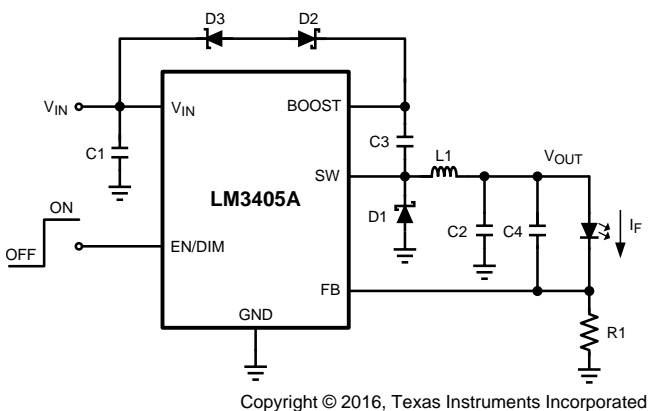 D3 D2
V_IN V_IN BOOST
C1 C3
L1 V_OUT
SW
LM3405A
ON D1 I_F
OFF EN/DIM C2 C4
FB
GND R1
Copyright © 2016, Texas Instruments Incorporated